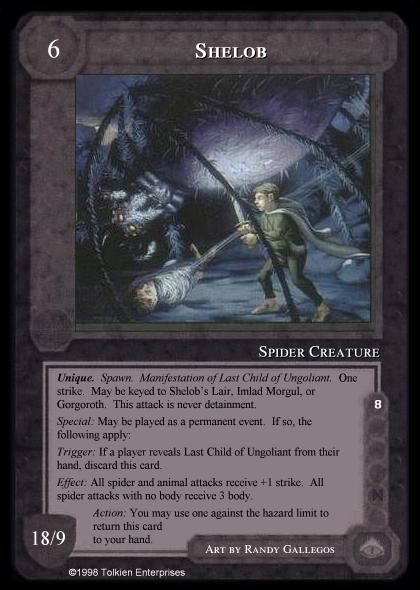 6
SHELOB
SPIDER CREATURE
Unique. Spawn. Manifestation of Last Child of Ungoliant. One
strike. May be keyed to Shelob's Lair, Imlad Morgul, or
Gorgoroth. This attack is never detainment.
8
Special: May be played as a permanent event. If so, the
following apply:
Trigger: If a player reveals Last Child of Ungoliant from their
hand, discard this card.
Effect: All spider and animal attacks receive +1 strike. All
spider attacks with no body receive 3 body.
Action: You may use one against the hazard limit to
return this card
to your hand.
18/9
ART BY RANDY GALLEGOS
©1998 Tolkien Enterprises